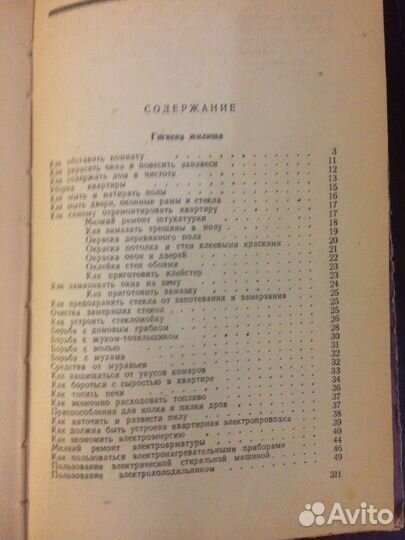 СОДЕРЖАНИЕ
Гигиена жилища
Как обставить комнату 3
Как украсить окна и повесить занавеси 11
Как содержать дом в чистоте 12
Уборка квартиры 13
Как мыть и натирать полы 15
Как мыть двери, оконные рамы и стекла 16
Как самому отремонтировать квартиру 17
Мелкий ремонт штукатурки 17
Как замазать трещины в полу 18
Окраска деревянного пола 19
Окраска потолка и стен клеевыми красками 20
Окраска окон и дверей 21
Оклейка стен обоями 22
Как приготовить клейстер 23
Как замазывать окна на зиму 23
Как приготовить замазку 24
Как предохранить стекла от запотевания и замерзания 25
Очистка замерзших стекол 25
Как устроить стекломойку 26
Борьба с домовым грибком 28
Борьба с жуком-точильщиком 30
Борьба с молью 31
Борьба с мухами 32
Средства от муравьев 32
Как защищаться от укусов комаров 33
Как бороться с сыростью в квартире 34
Как топить печи 36
Как экономно расходовать топливо 37
Приспособления для колки и пилки дров 37
Как наточить и развести пилу 38
Как должна быть устроена квартирная электропроводка 39
Как экономить электроэнергию 40
Мелкий ремонт электроарматуры 44
Как пользоваться электронагревательными приборами 46
Пользование электрической стиральной машиной 49
Пользование электрохолодильником
311
Avito